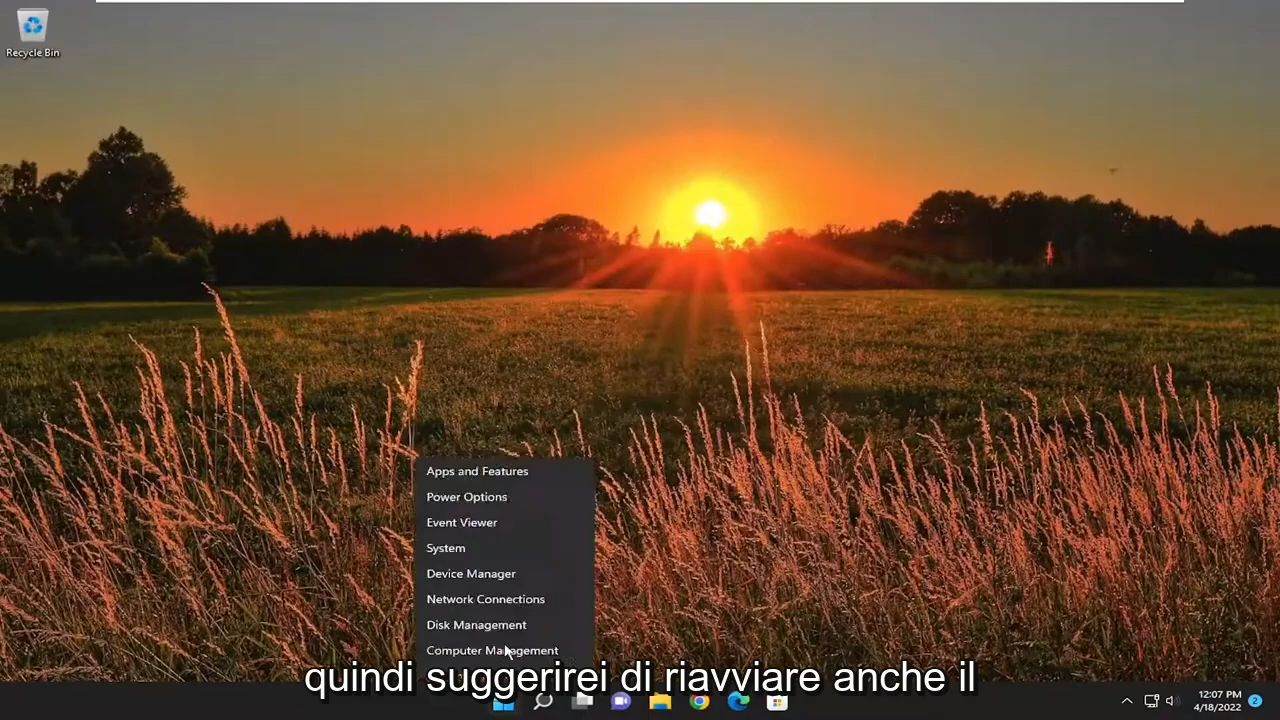 Recycle Bin
Apps and Features
Power Options
Event Viewer
System
Device Manager
Network Connections
Disk Management
Computer Management
quindi suggerirei di riavviare anche il
12:07 PM
4/18/2022
2